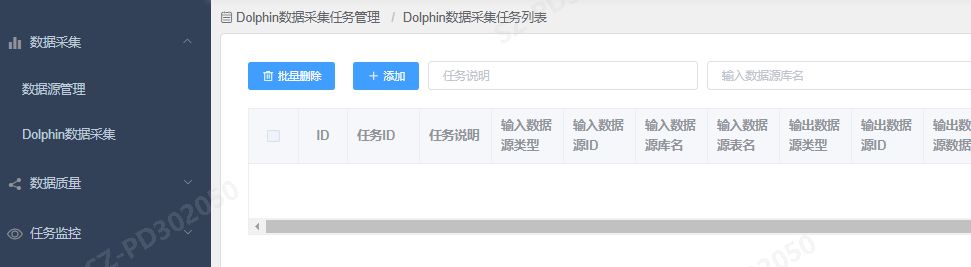 数据采集
数据源管理
Dolphin数据采集
数据质量
任务监控
Dolphin数据采集任务管理 / Dolphin数据采集任务列表
批量删除 + 添加 任务说明 输入数据源库名
ID 任务ID 任务说明 输入数据源类型 输入数据源ID 输入数据源库名 输入数据源表名 输出数据源类型 输出数据源ID 输出数据源数据
SZ-PD302050